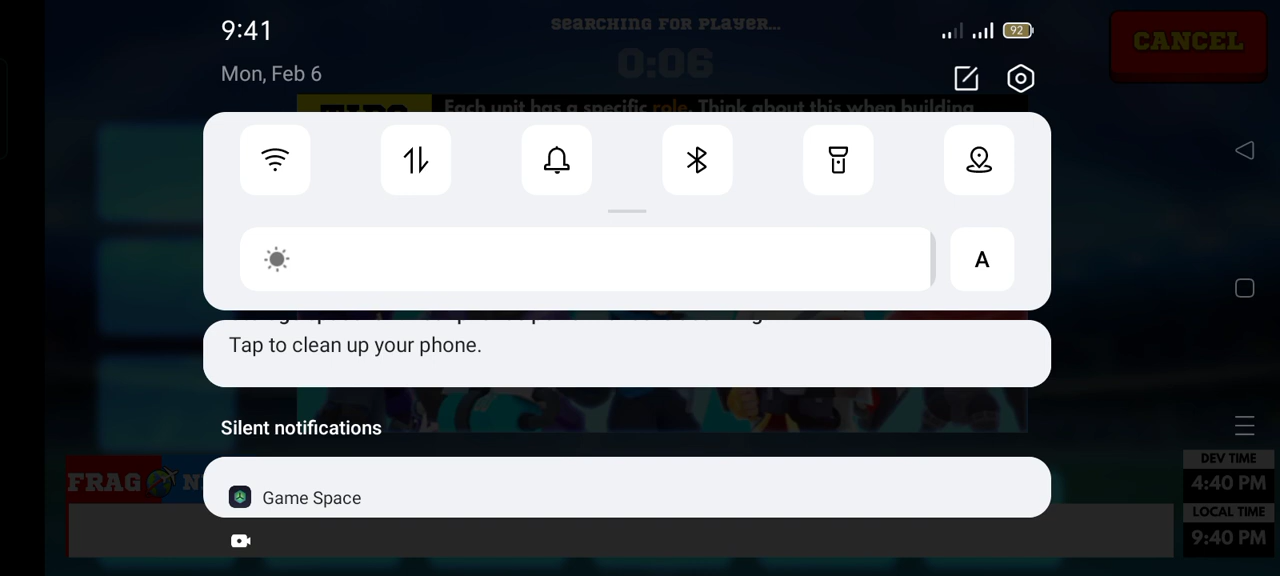 9:41
Searching for player...
92
CANCEL
Mon, Feb 6
0:06
TIPS
Each unit has a specific role. Think about this when building
A
Tap to clean up your phone.
Silent notifications
DEV TIME
FRAG
4:40 PM
Game Space
LOCAL TIME
9:40 PM